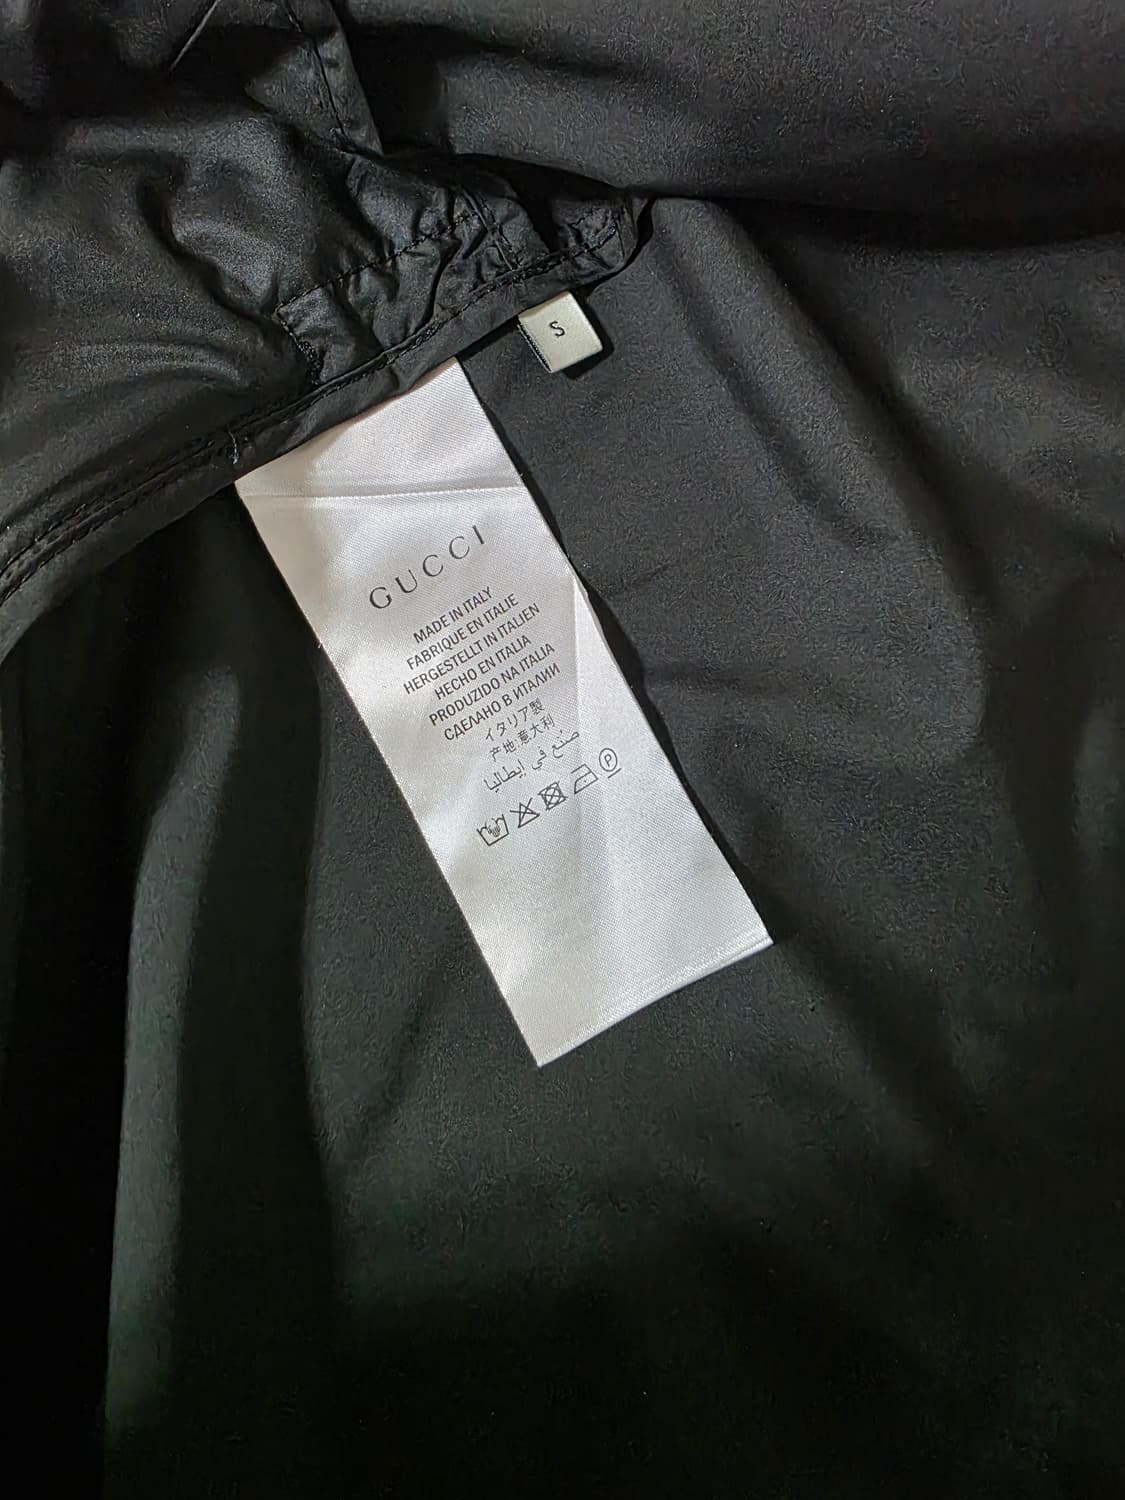 S
GUCCI
MADE IN ITALY
FABRIQUE EN ITALIE
HERGESTELLT IN ITALIEN
HECHO EN ITALIA
PRODUZIDO NA ITALIA
СДЕЛАНО В ИТАЛИИ
イタリア製
产地:意大利
صنع في إيطاليا
P